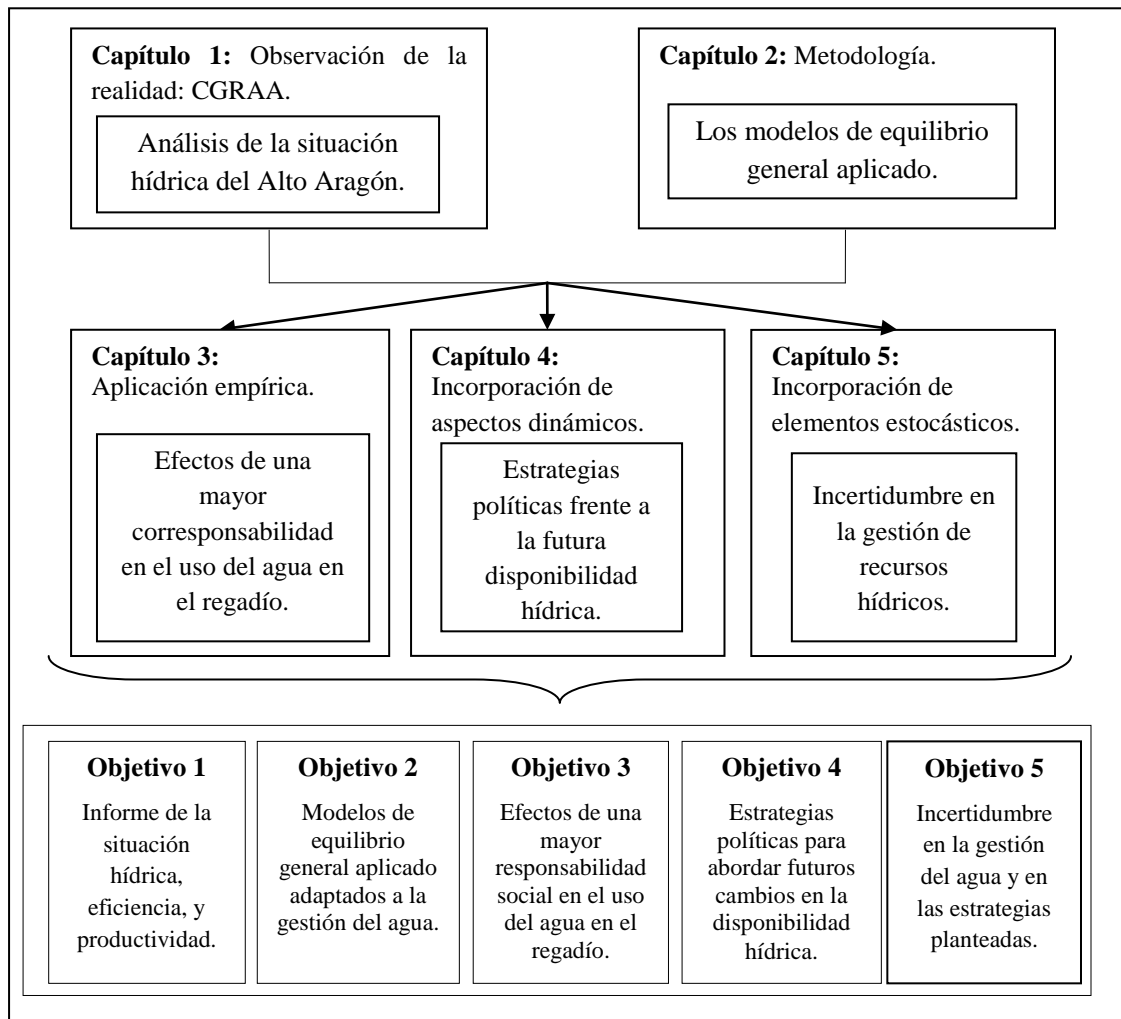 Capítulo 1: Observación de la
realidad: CGRAA.
Análisis de la situación
hídrica del Alto Aragón.
Capítulo 2: Metodología.
Los modelos de equilibrio
general aplicado.
Capítulo 3:
Aplicación empírica.
Efectos de una
mayor
corresponsabilidad
en el uso del agua en
el regadío.
Capítulo 4:
Incorporación de
aspectos dinámicos.
Estrategias
políticas frente a
la futura
disponibilidad
hídrica.
Capítulo 5:
Incorporación de
elementos estocásticos.
Incertidumbre en
la gestión de
recursos
hídricos.
Objetivo 1
Informe de la
situación
hídrica,
eficiencia, y
productividad.
Objetivo 2
Modelos de
equilibrio
general aplicado
adaptados a la
gestión del agua.
Objetivo 3
Efectos de una
mayor
responsabilidad
social en el uso
del agua en el
regadío.
Objetivo 4
Estrategias
políticas para
abordar futuros
cambios en la
disponibilidad
hídrica.
Objetivo 5
Incertidumbre
en la gestión
del agua y en
las estrategias
planteadas.